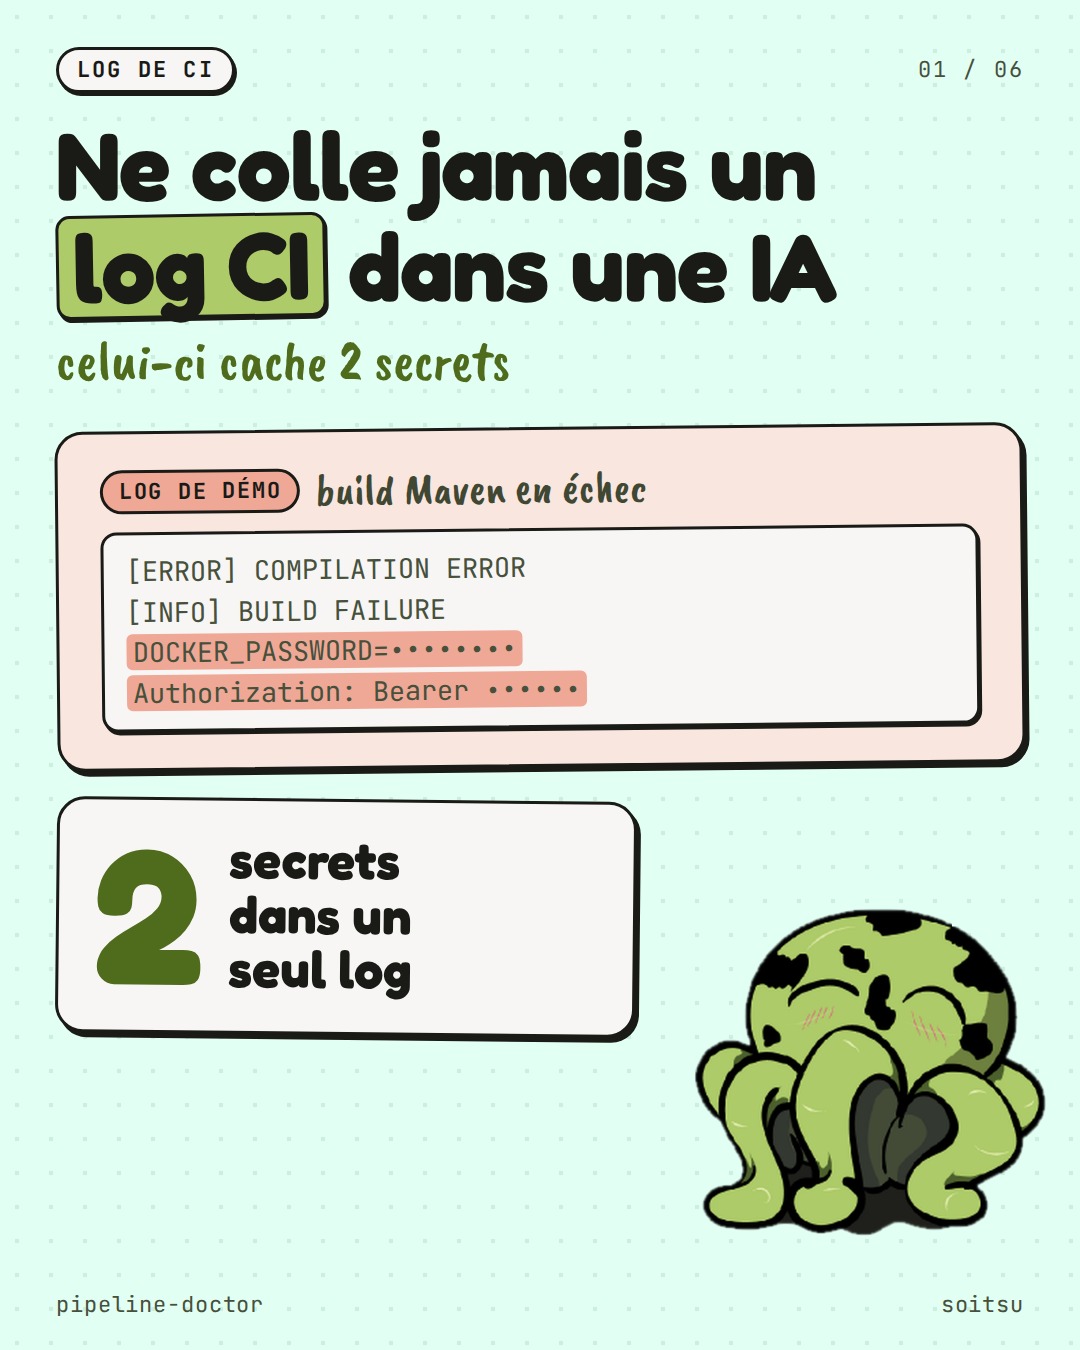 LOG DE CI
01 / 06
Ne colle jamais un
log CI dans une IA
celui-ci cache 2 secrets
LOG DE DÉMO build Maven en échec
[ERROR] COMPILATION ERROR
[INFO] BUILD FAILURE
DOCKER_PASSWORD=••••••••
Authorization: Bearer ••••••
2
secrets
dans un
seul log
pipeline-doctor
soitsu